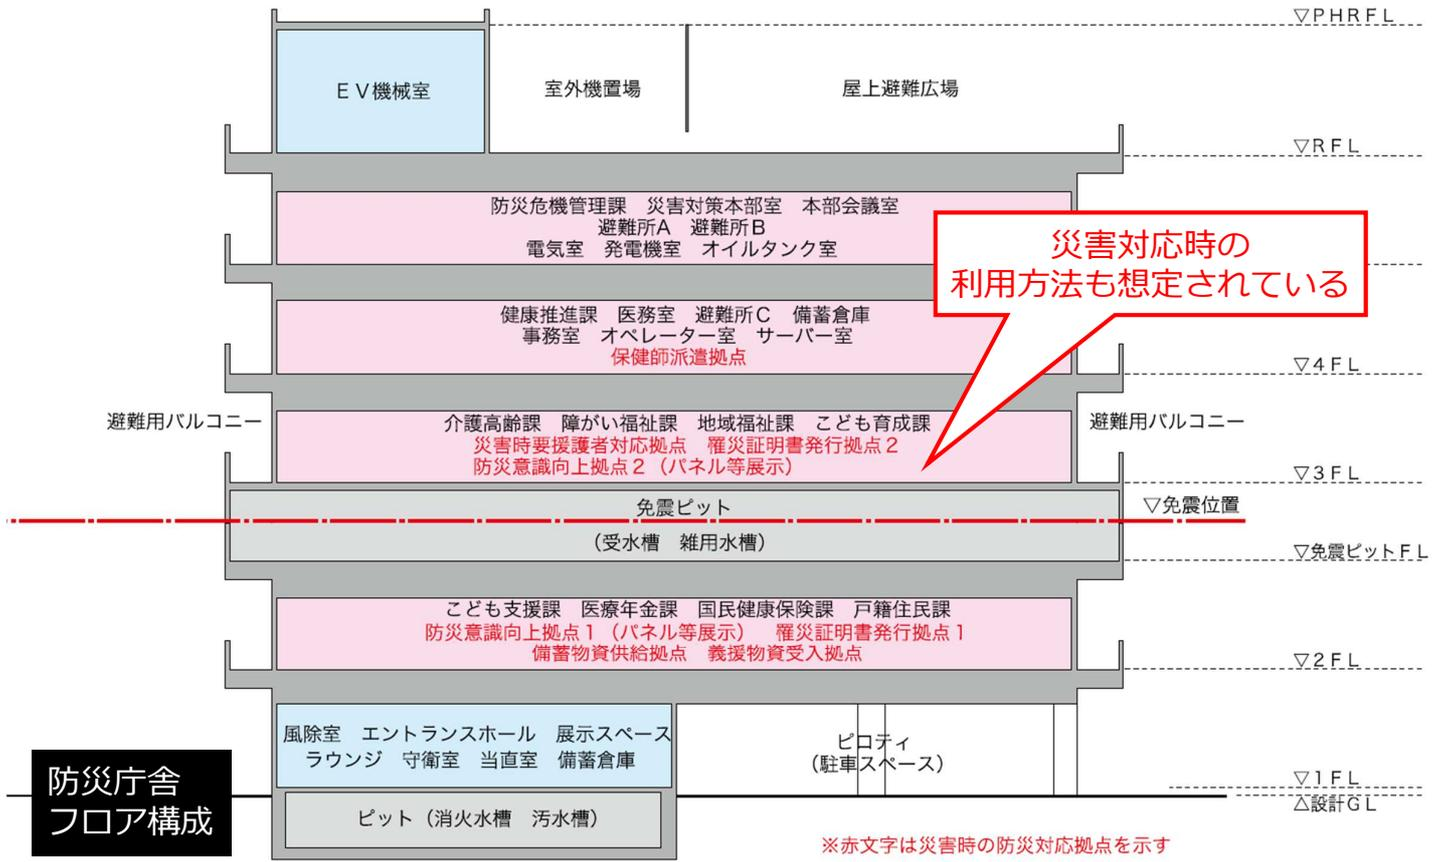 ▽ＰＨＲＦＬ
ＥＶ機械室
室外機置場
屋上避難広場
▽ＲＦＬ
防災危機管理課　災害対策本部室　本部会議室
避難所Ａ　避難所Ｂ
電気室　発電機室　オイルタンク室
災害対応時の
利用方法も想定されている
健康推進課　医務室　避難所Ｃ　備蓄倉庫
事務室　オペレーター室　サーバー室
保健師派遣拠点
▽４ＦＬ
避難用バルコニー
介護高齢課　障がい福祉課　地域福祉課　こども育成課
災害時要援護者対応拠点　罹災証明書発行拠点２
防災意識向上拠点２（パネル等展示）
避難用バルコニー
▽３ＦＬ
免震ピット
▽免震位置
（受水槽　雑用水槽）
▽免震ピットＦＬ
こども支援課　医療年金課　国民健康保険課　戸籍住民課
防災意識向上拠点１（パネル等展示）　罹災証明書発行拠点１
備蓄物資供給拠点　義援物資受入拠点
▽２ＦＬ
風除室　エントランスホール　展示スペース
ラウンジ　守衛室　当直室　備蓄倉庫
ピロティ
（駐車スペース）
▽１ＦＬ
△設計ＧＬ
防災庁舎
フロア構成
ピット（消火水槽　汚水槽）
※赤文字は災害時の防災対応拠点を示す